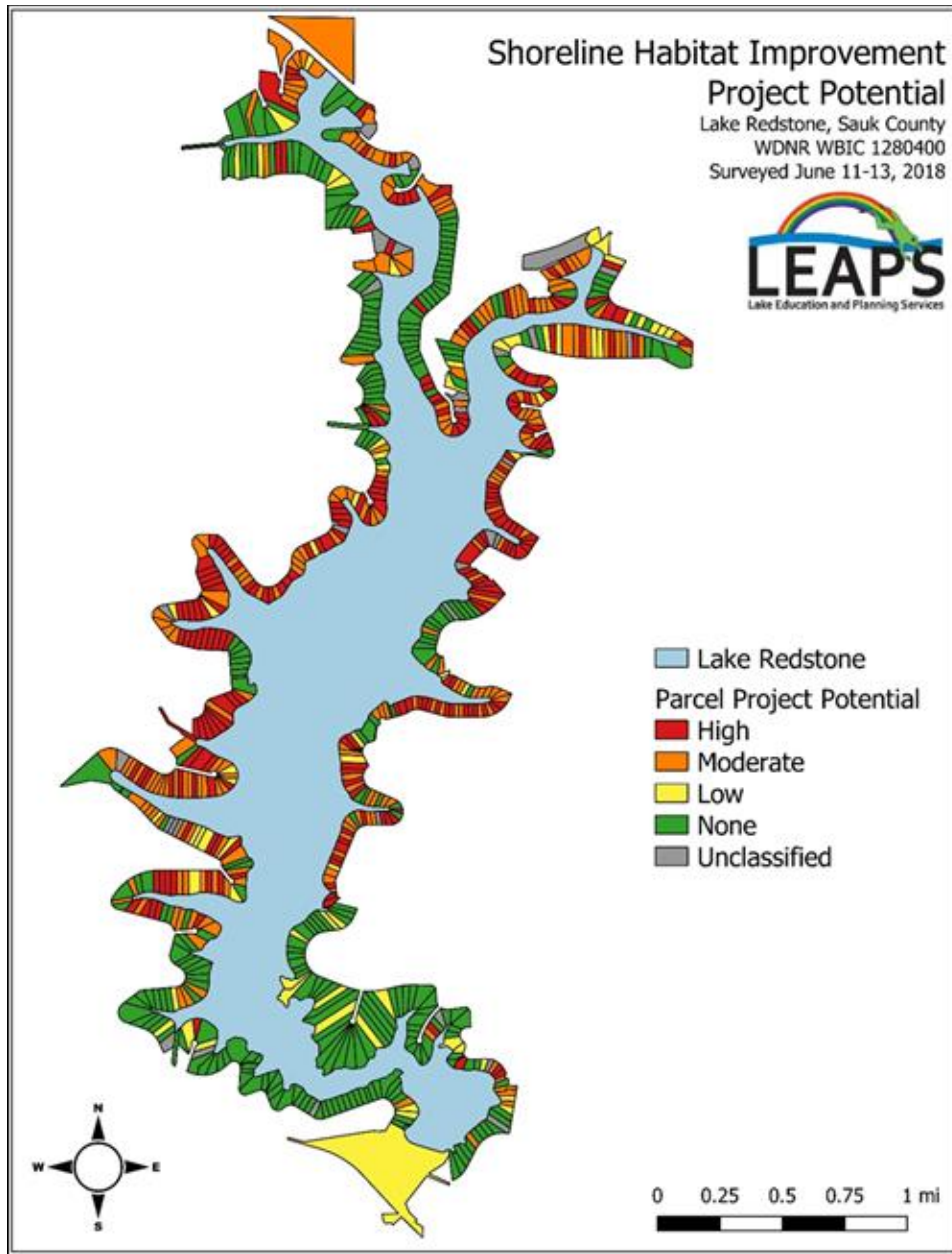 Shoreline Habitat Improvement
Project Potential
Lake Redstone, Sauk County
WDNR WBIC 1280400
Surveyed June 11-13, 2018
LEAPS
Lake Education and Planning Services
Lake Redstone
Parcel Project Potential
High
Moderate
Low
None
Unclassified
N
W E
S
0 0.25 0.5 0.75 1 mi